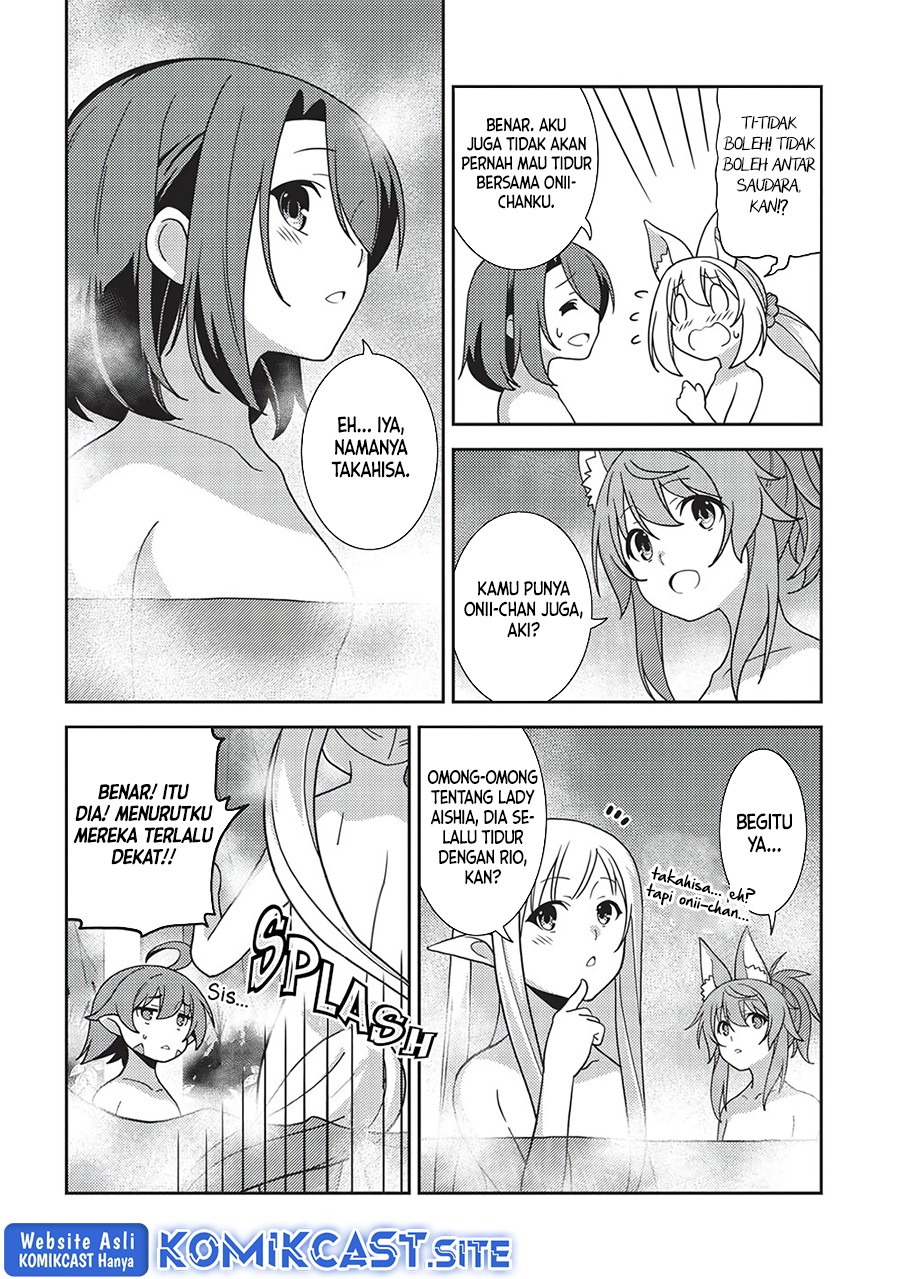 TI-TIDAK
BOLEH! TIDAK
BOLEH ANTAR
SAUDARA,
KAN!?
BENAR. AKU
JUGA TIDAK AKAN
PERNAH MAU TIDUR
BERSAMA ONII-
CHANKU.
KAMU PUNYA
ONII-CHAN JUGA,
AKI?
EH... IYA,
NAMANYA
TAKAHISA.
BEGITU
YA...
takahisa... eh?
tapi onii-chan...
OMONG-OMONG
TENTANG LADY
AISHIA, DIA SE-
LALU TIDUR
DENGAN RIO,
KAN?
BENAR! ITU
DIA! MENURUTKU
MEREKA TERLALU
DEKAT!!
SPLASH
Sis...
Website Asli
KOMIKCAST Hanya
KOMIKCAST.SITE